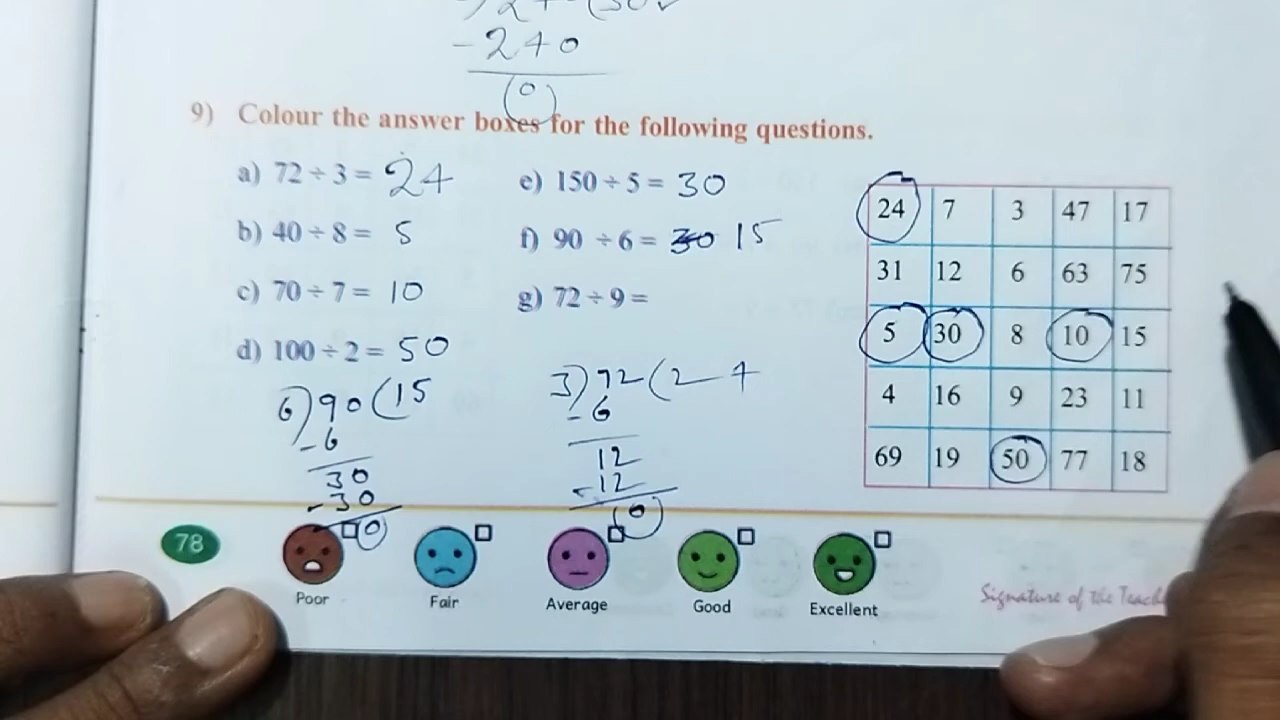 - 240
0
9) Colour the answer boxes for the following questions.
a) 72 ÷ 3 = 24
e) 150 ÷ 5 = 30
b) 40 ÷ 8 = 5
f) 90 ÷ 6 = 30 15
c) 70 ÷ 7 = 10
g) 72 ÷ 9 =
d) 100 ÷ 2 = 50
24 7 3 47 17
31 12 6 63 75
5 30 8 10 15
4 16 9 23 11
69 19 50 77 18
6)90(15
- 6
30
- 30
0
3)72(24
- 6
12
- 12
0
78
Poor
Fair
Average
Good
Excellent
Signature of the